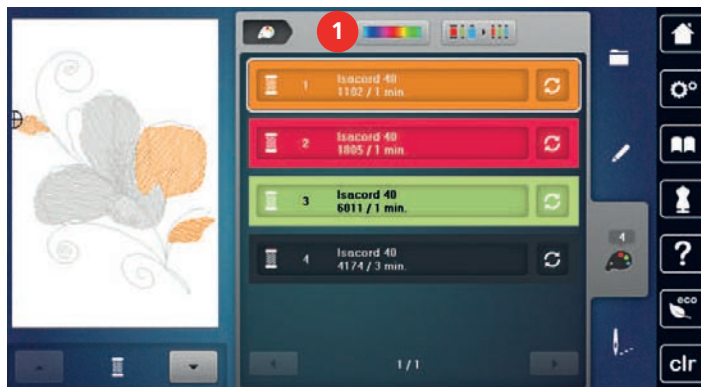 1
1
Isacord 40
1102 / 1 min.
2
Isacord 40
1805 / 1 min.
3
Isacord 40
6011 / 1 min.
4
Isacord 40
4174 / 3 min.
1/1
4
?
eco
clr